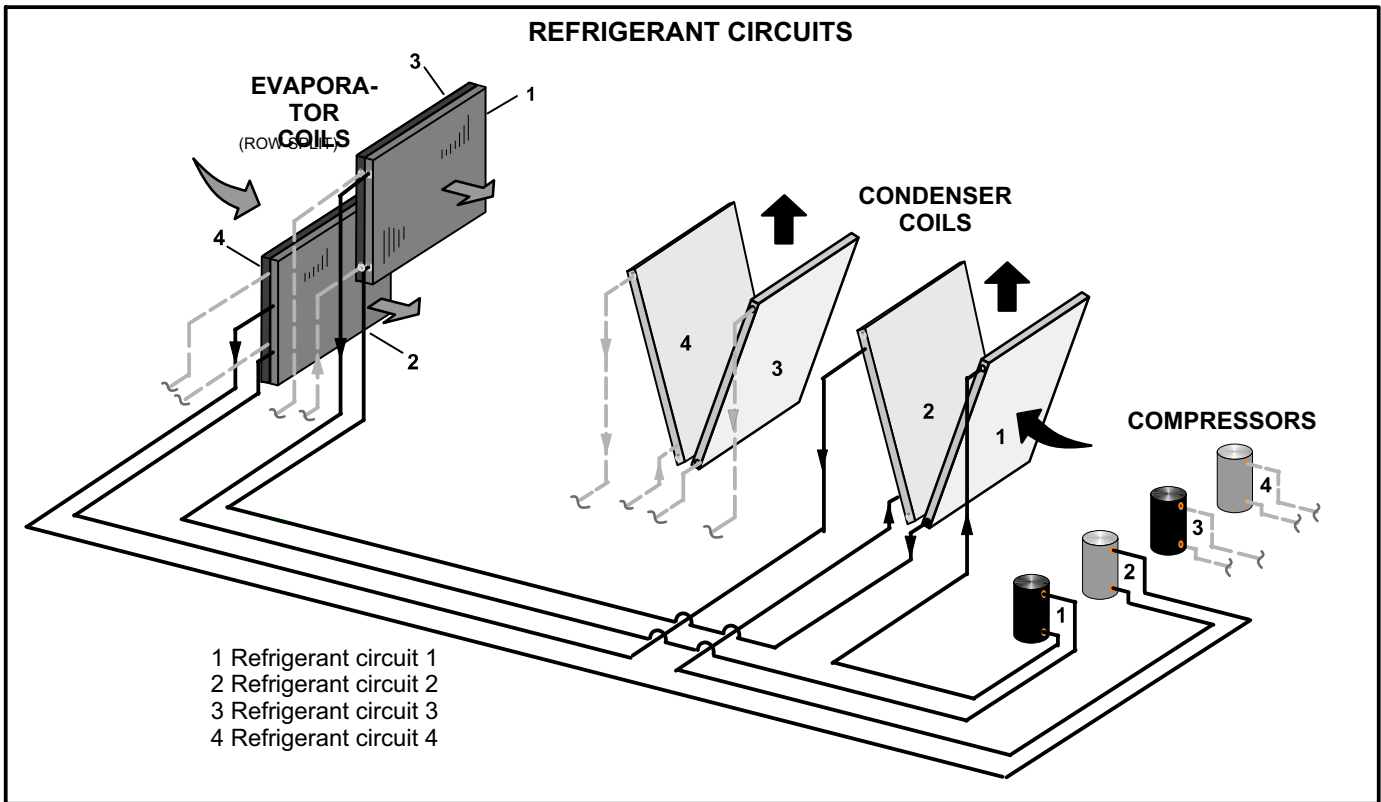 REFRIGERANT CIRCUITS
EVAPORA-
TOR
COILS
(ROW SPLIT)
3
1
4
2
CONDENSER
COILS
4
3
2
1
COMPRESSORS
4
3
2
1
1 Refrigerant circuit 1
2 Refrigerant circuit 2
3 Refrigerant circuit 3
4 Refrigerant circuit 4